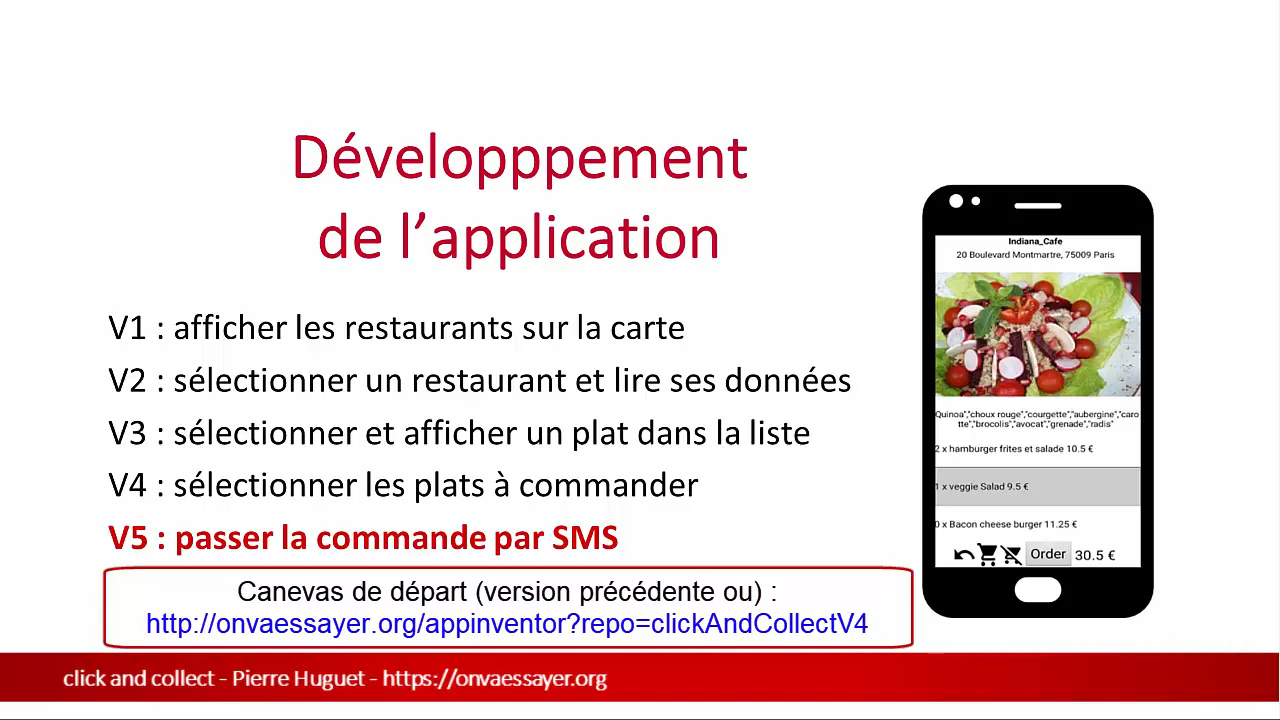 Développpement
de l’application
V1 : afficher les restaurants sur la carte
V2 : sélectionner un restaurant et lire ses données
V3 : sélectionner et afficher un plat dans la liste
V4 : sélectionner les plats à commander
V5 : passer la commande par SMS
Canevas de départ (version précédente ou) :
http://onvaessayer.org/appinventor?repo=clickAndCollectV4
Indiana_Cafe
20 Boulevard Montmartre, 75009 Paris
Quinoa","choux rouge","courgette","aubergine","caro
tte","brocolis","avocat","grenade","radis"
2 x hamburger frites et salade 10.5 €
1 x veggie Salad 9.5 €
0 x Bacon cheese burger 11.25 €
Order 30.5 €
click and collect - Pierre Huguet - https://onvaessayer.org